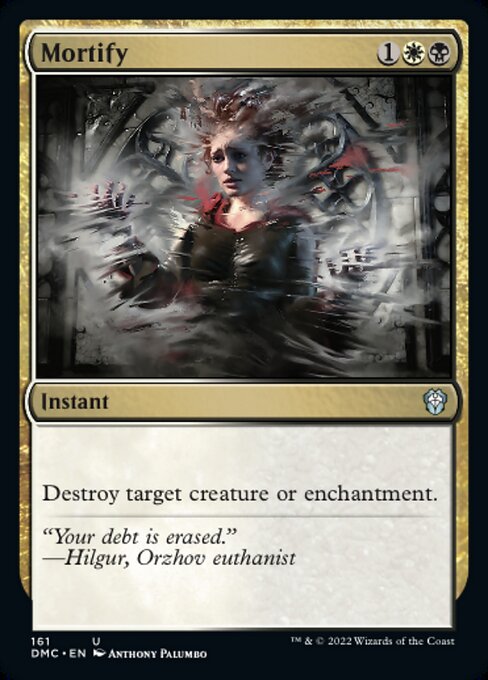 Mortify 1
Instant
Destroy target creature or enchantment.
“Your debt is erased.”
—Hilgur, Orzhov euthanist
161 U
DMC • EN Anthony Palumbo
™ & © 2022 Wizards of the Coast